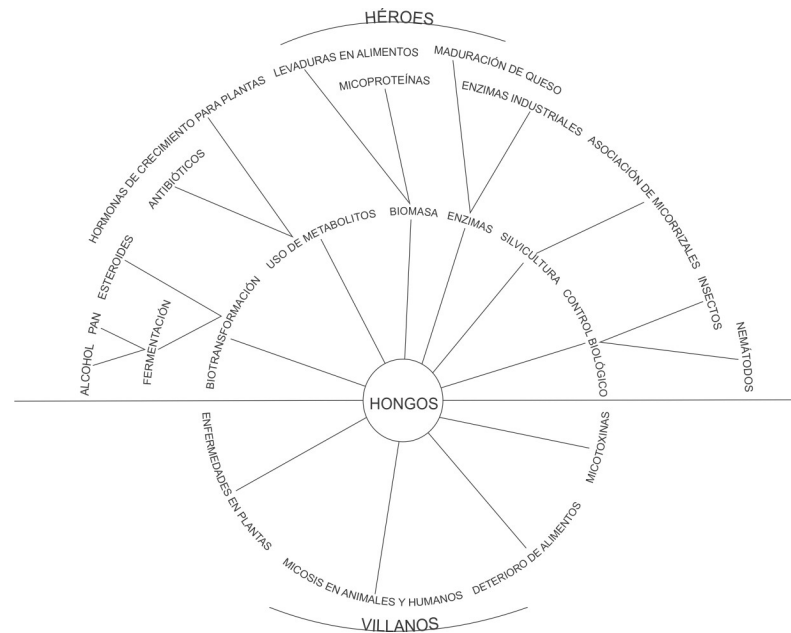 HÉROES
LEVADURAS EN ALIMENTOS
MADURACIÓN DE QUESO
MICOPROTEÍNAS
ENZIMAS INDUSTRIALES
HORMONAS DE CRECIMIENTO PARA PLANTAS
ANTIBIÓTICOS
ASOCIACIÓN DE MICORRIZALES
ESTEROIDES
PAN
ALCOHOL
FERMENTACIÓN
INSECTOS
NEMÁTODOS
BIOTRANSFORMACIÓN
USO DE METABOLITOS
BIOMASA
ENZIMAS
SILVICULTURA
CONTROL BIOLÓGICO
HONGOS
ENFERMEDADES EN PLANTAS
MICOSIS EN ANIMALES Y HUMANOS
DETERIORO DE ALIMENTOS
MICOTOXINAS
VILLANOS